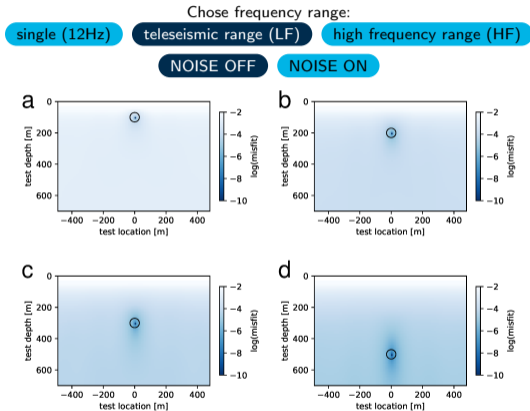 Chose frequency range:
single (12Hz) teleseismic range (LF) high frequency range (HF)
NOISE OFF NOISE ON
a b
0 200 400 600
test depth [m]
−400 −200 0 200 400
test location [m]
−2 −4 −6 −8 −10
log(misfit)
0 200 400 600
test depth [m]
−400 −200 0 200 400
test location [m]
−2 −4 −6 −8 −10
log(misfit)
c d
0 200 400 600
test depth [m]
−400 −200 0 200 400
test location [m]
−2 −4 −6 −8 −10
log(misfit)
0 200 400 600
test depth [m]
−400 −200 0 200 400
test location [m]
−2 −4 −6 −8 −10
log(misfit)